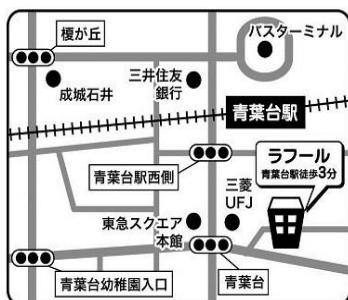 榎が丘
バスターミナル
成城石井
三井住友
銀行
青葉台駅
青葉台駅西側
ラフール
青葉台駅徒歩3分
三菱
UFJ
東急スクエア
本館
青葉台幼稚園入口
青葉台